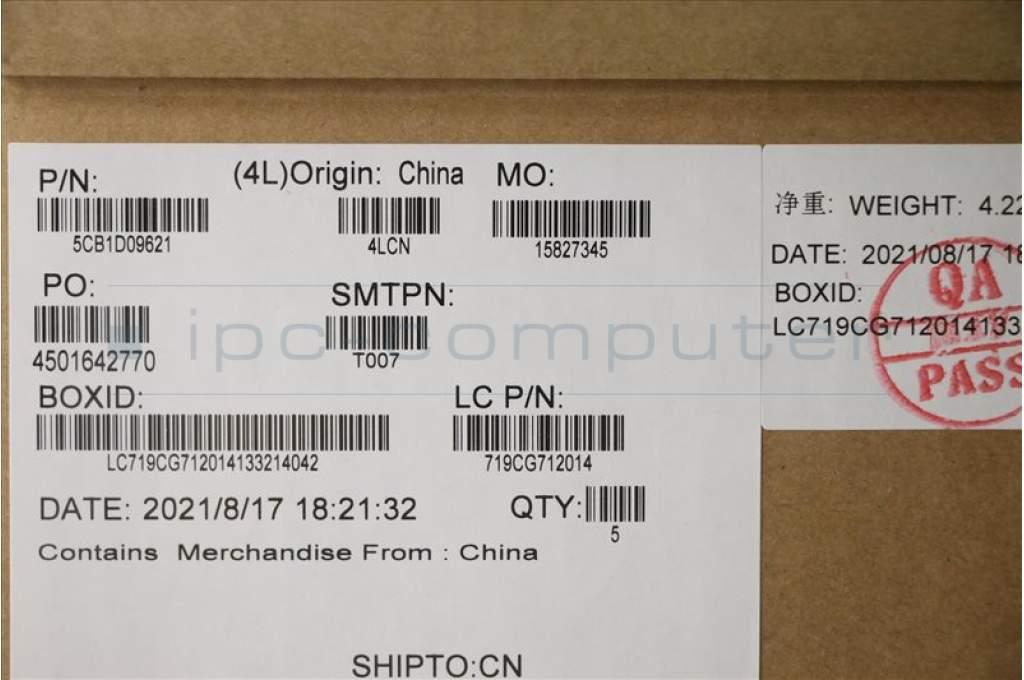 P/N:
5CB1D09621
(4L)Origin: China
4LCN
MO:
15827345
PO:
4501642770
SMTPN:
T007
BOXID:
LC719CG712014133214042
LC P/N:
719CG712014
DATE: 2021/8/17 18:21:32
QTY:
5
Contains Merchandise From : China
SHIPTO:CN
净重: WEIGHT: 4.22
DATE: 2021/08/17 18
BOXID:
LC719CG712014133
QA
PASS
ipc-computer